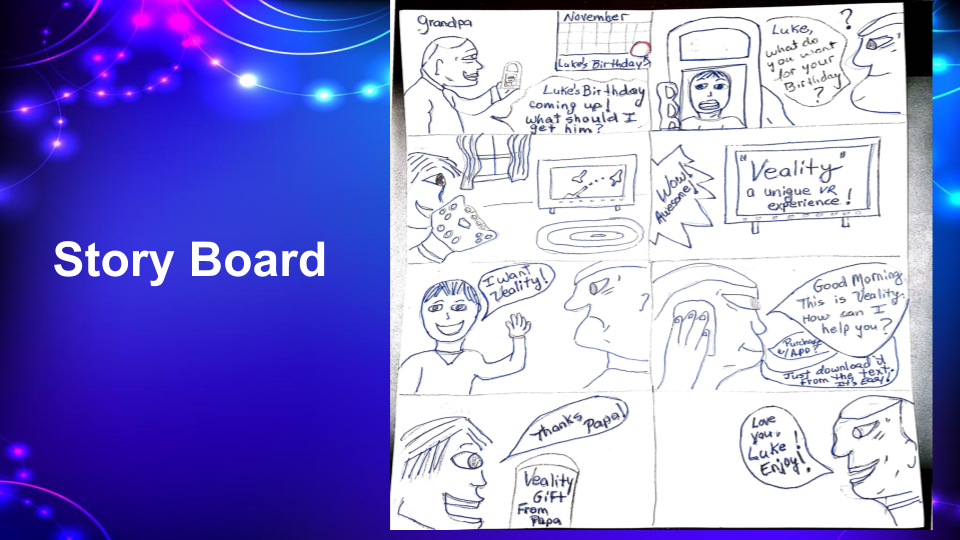 Story Board
Grandpa
November
Luke's Birthday
Luke's Birthday
coming up!
What should I
get him?
?
Luke,
what do
you want
for your
Birthday
?
"Veality"
a unique VR
experience!
Wow!
Awesome!
I want
Veality!
?
Good Morning
This is Veality.
How can I
help you?
Purchase
w/APP?
Just download it
from the text.
It's easy!
Thanks Papa!
Veality
Gift
From
Papa
Love
you,
Luke!
Enjoy!